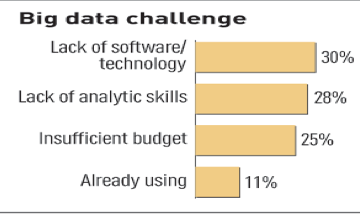 Big data challenge
Lack of software/
technology
30%
Lack of analytic skills
28%
Insufficient budget
25%
Already using
11%